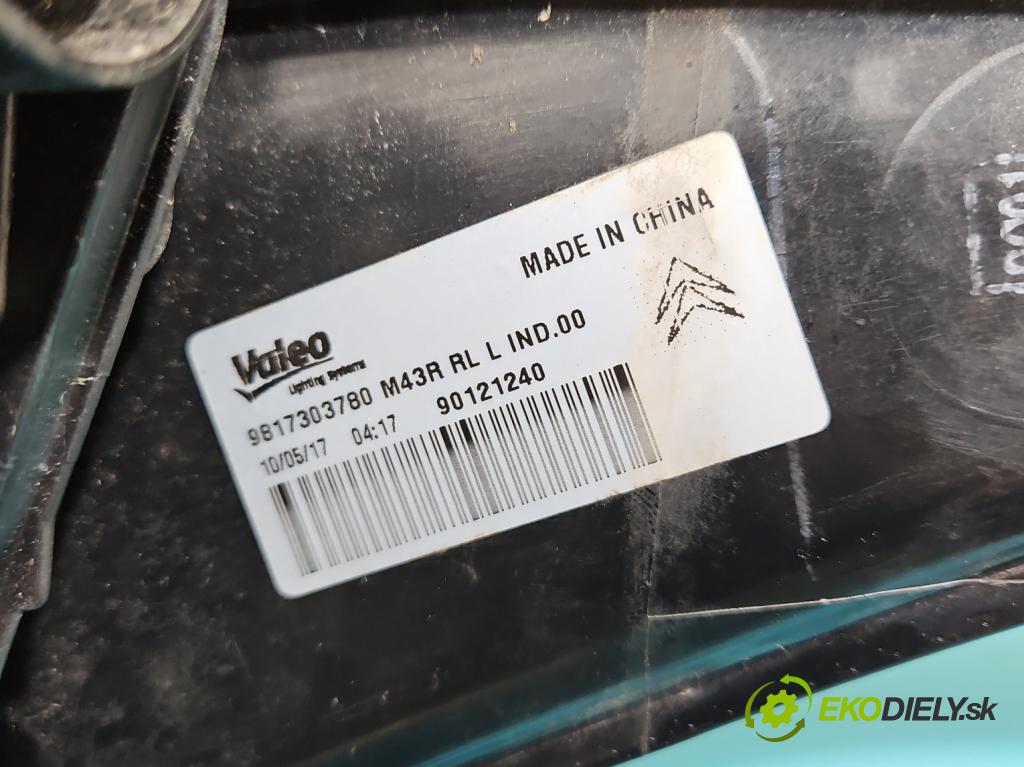 MADE IN CHINA
Valeo
Lighting Systems
9817303780 M43R RL L IND.00
10/05/17 04:17 90121240
EKODIELY.sk